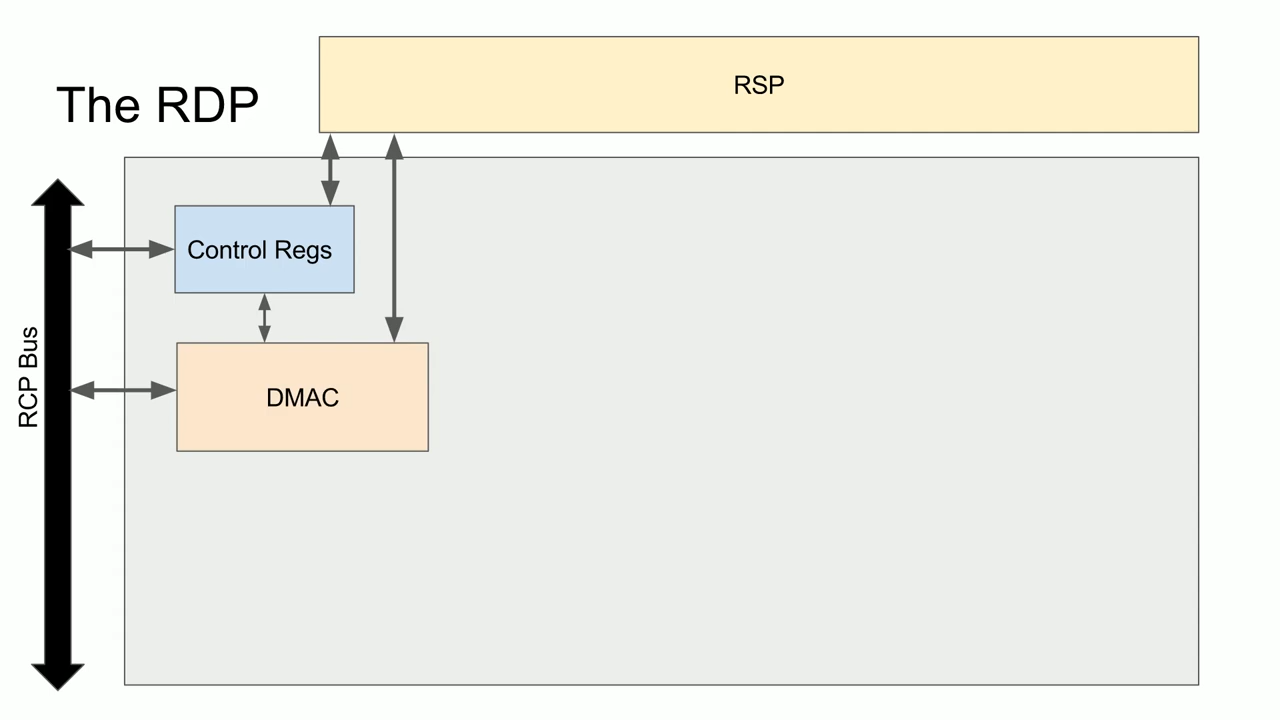 The RDP
RSP
Control Regs
DMAC
RCP Bus